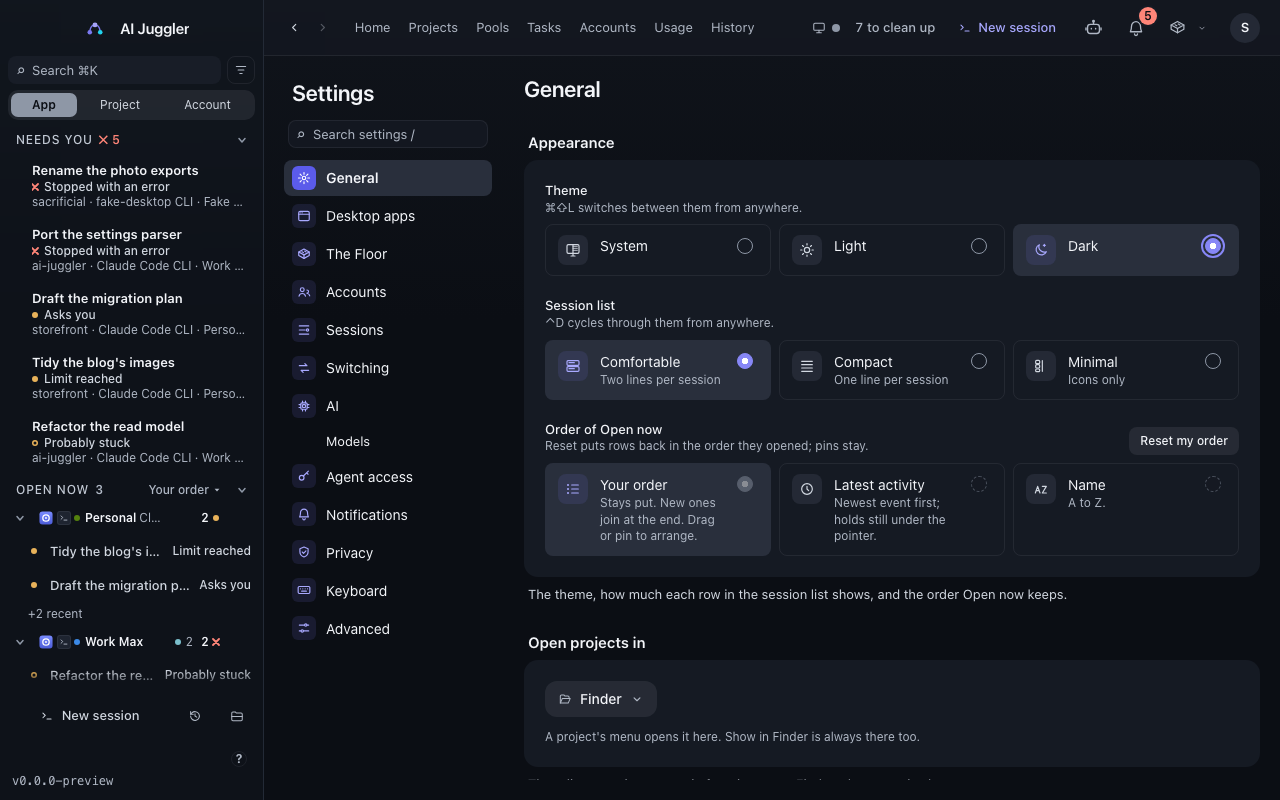 AI Juggler
Search ⌘K
App Project Account
NEEDS YOU 5
Rename the photo exports
Stopped with an error
sacrificial · fake-desktop CLI · Fake ...
Port the settings parser
Stopped with an error
ai-juggler · Claude Code CLI · Work ...
Draft the migration plan
Asks you
storefront · Claude Code CLI · Perso...
Tidy the blog's images
Limit reached
storefront · Claude Code CLI · Perso...
Refactor the read model
Probably stuck
ai-juggler · Claude Code CLI · Work ...
OPEN NOW 3 Your order
Personal Cl... 2
Tidy the blog's i... Limit reached
Draft the migration p... Asks you
+2 recent
Work Max 2 2
Refactor the re... Probably stuck
New session
?
v0.0.0-preview
Home Projects Pools Tasks Accounts Usage History
7 to clean up
New session
5
S
Settings
Search settings /
General
Desktop apps
The Floor
Accounts
Sessions
Switching
AI
Models
Agent access
Notifications
Privacy
Keyboard
Advanced
General
Appearance
Theme
⌘⇧L switches between them from anywhere.
System
Light
Dark
Session list
^D cycles through them from anywhere.
Comfortable
Two lines per session
Compact
One line per session
Minimal
Icons only
Order of Open now
Reset puts rows back in the order they opened; pins stay.
Reset my order
Your order
Stays put. New ones
join at the end. Drag
or pin to arrange.
Latest activity
Newest event first;
holds still under the
pointer.
AZ
Name
A to Z.
The theme, how much each row in the session list shows, and the order Open now keeps.
Open projects in
Finder
A project's menu opens it here. Show in Finder is always there too.